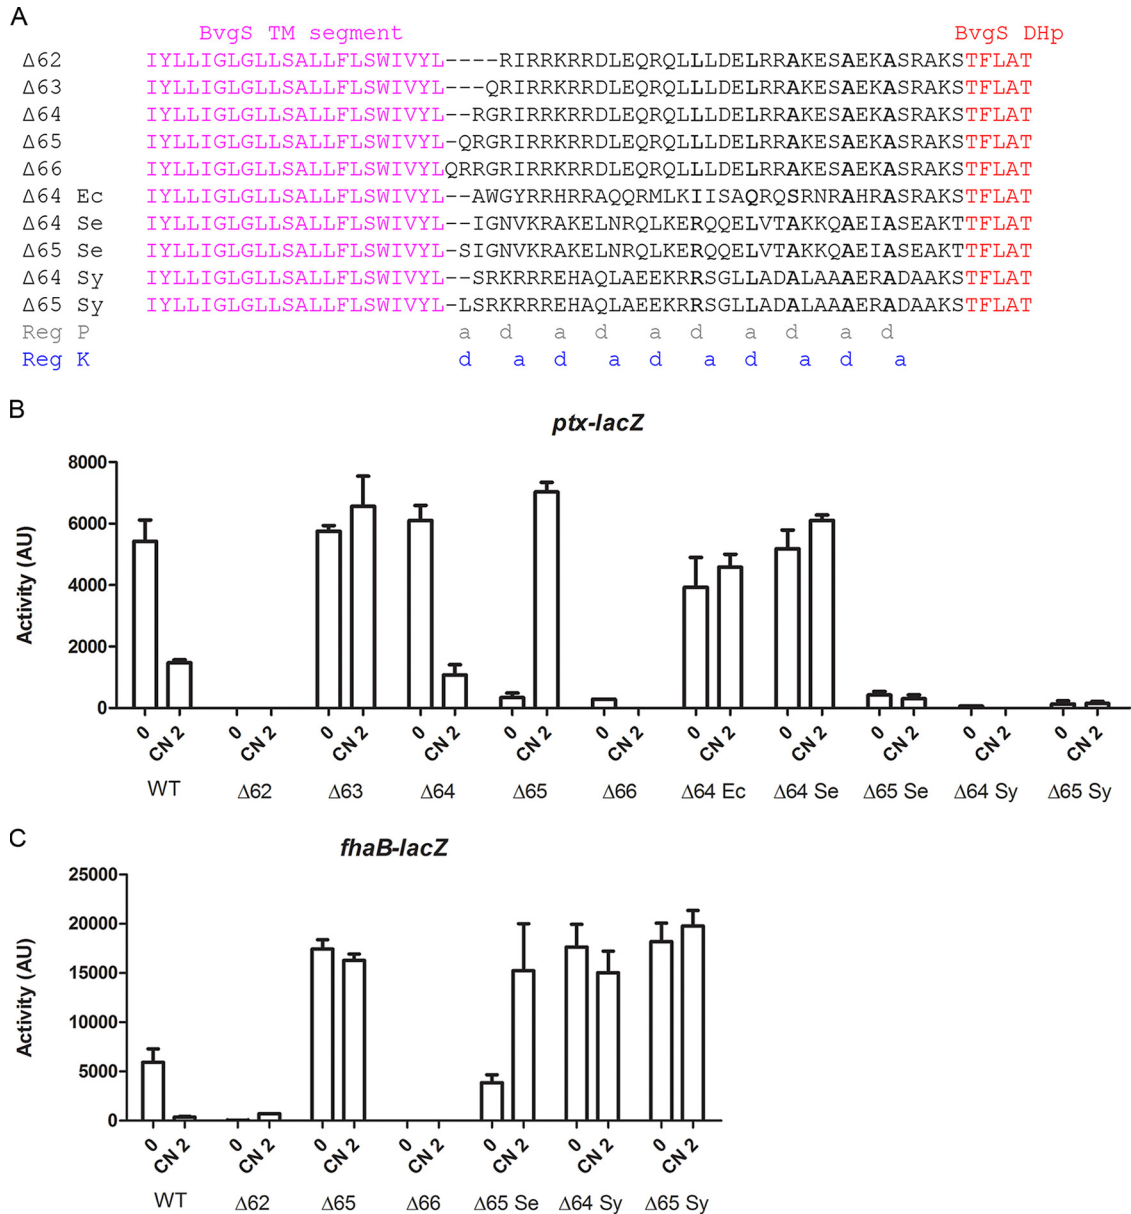 A
BvgS TM segment BvgS DHp
Δ62 IYLLIGLGLLSALLFLSWIVYL----RIRRKRRDLEQRQLLLDELRRAKESAEKASRAKSTFLAT
Δ63 IYLLIGLGLLSALLFLSWIVYL---QRIRRKRRDLEQRQLLLDELRRAKESAEKASRAKSTFLAT
Δ64 IYLLIGLGLLSALLFLSWIVYL--RGRIRRKRRDLEQRQLLLDELRRAKESAEKASRAKSTFLAT
Δ65 IYLLIGLGLLSALLFLSWIVYL-QRGRIRRKRRDLEQRQLLLDELRRAKESAEKASRAKSTFLAT
Δ66 IYLLIGLGLLSALLFLSWIVYLQRRGRIRRKRRDLEQRQLLLDELRRAKESAEKASRAKSTFLAT
Δ64 Ec IYLLIGLGLLSALLFLSWIVYL--AWGYRRHRRAQQRMLKIISAQRQSRNRAHRASRAKSTFLAT
Δ64 Se IYLLIGLGLLSALLFLSWIVYL--IGNVKRAKELNRQLKERQQELVTAKKQAEIASEAKTTFLAT
Δ65 Se IYLLIGLGLLSALLFLSWIVYL-SIGNVKRAKELNRQLKERQQELVTAKKQAEIASEAKTTFLAT
Δ64 Sy IYLLIGLGLLSALLFLSWIVYL--SRKRRREHAQLAEEKRRSGLLADALAAAERADAAKSTFLAT
Δ65 Sy IYLLIGLGLLSALLFLSWIVYL-LSRKRRREHAQLAEEKRRSGLLADALAAAERADAAKSTFLAT
Reg P a d a d a d a d a d
Reg K d a d a d a d a d a
B
ptx-lacZ
Activity (AU)
8000
6000
4000
2000
0
0 CN 2 0 CN 2 0 CN 2 0 CN 2 0 CN 2 0 CN 2 0 CN 2 0 CN 2 0 CN 2 0 CN 2 0 CN 2
WT Δ62 Δ63 Δ64 Δ65 Δ66 Δ64 Ec Δ64 Se Δ65 Se Δ64 Sy Δ65 Sy
C
fhaB-lacZ
Activity (AU)
25000
20000
15000
10000
5000
0
0 CN 2 0 CN 2 0 CN 2 0 CN 2 0 CN 2 0 CN 2 0 CN 2
WT Δ62 Δ65 Δ66 Δ65 Se Δ64 Sy Δ65 Sy